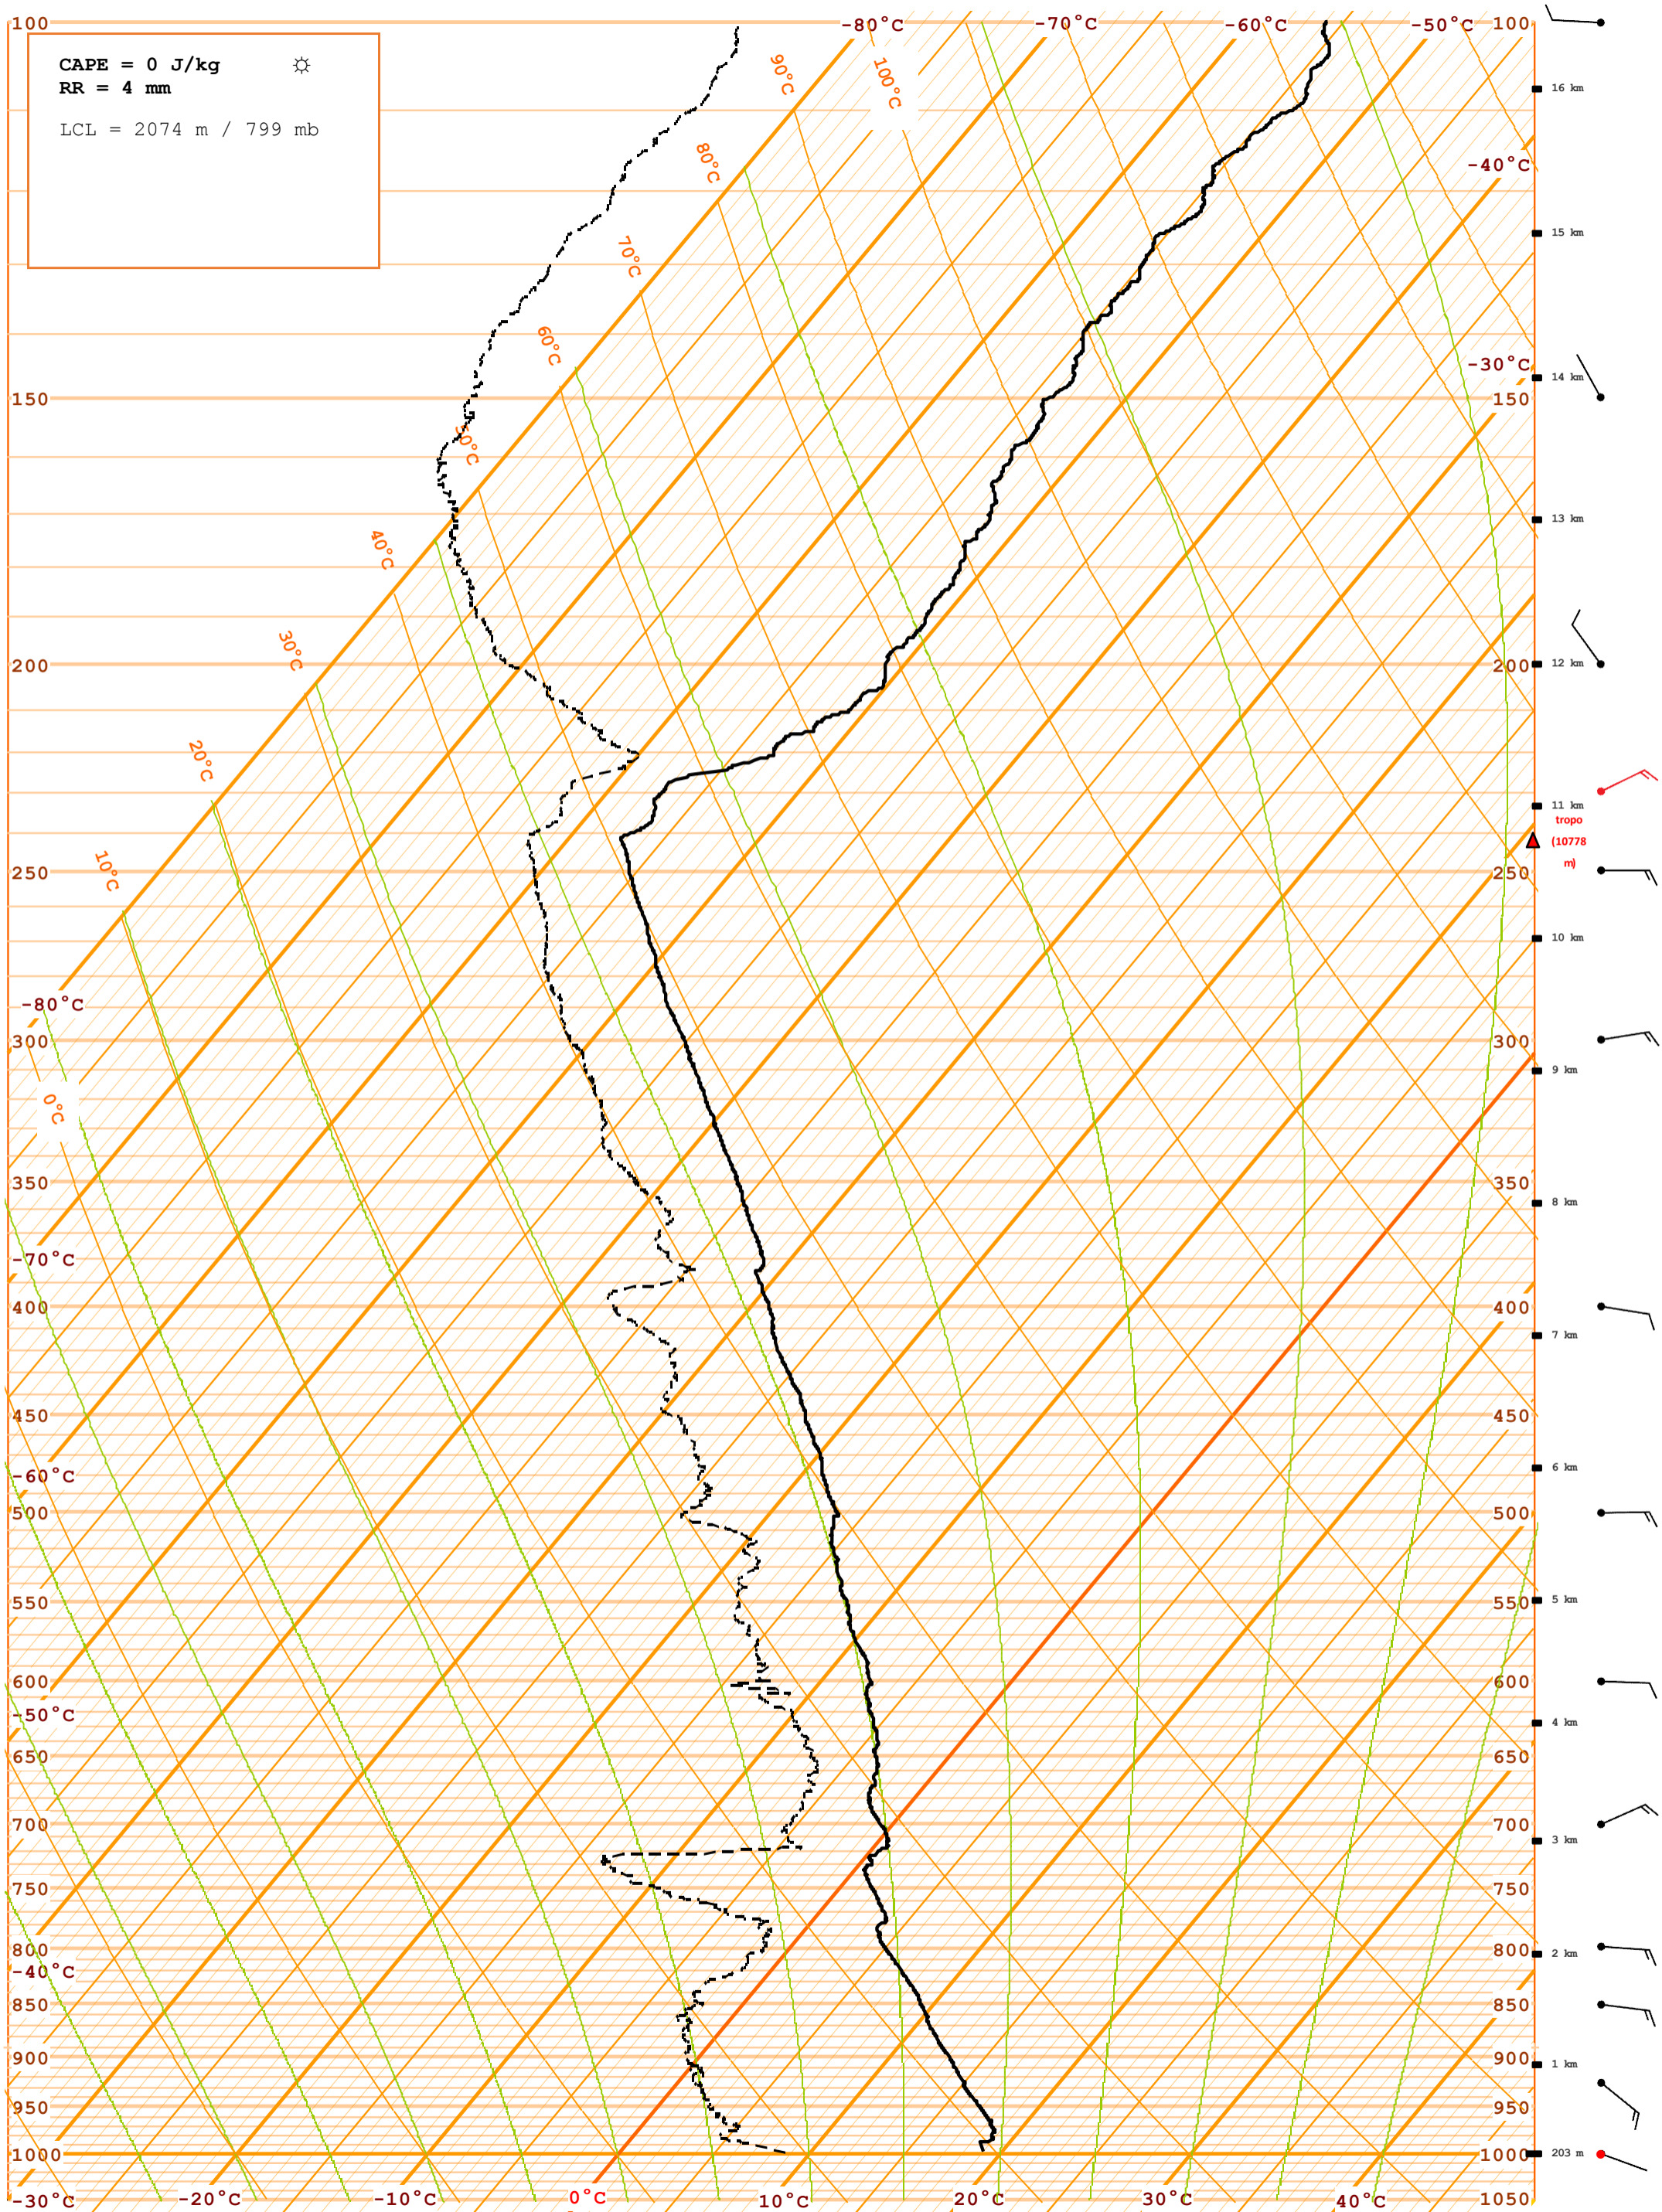 100
-80°C
-70°C
-60°C
-50°C
100
CAPE = 0 J/kg ☼
RR = 4 mm
LCL = 2074 m / 799 mb
90°C
100°C
16 km
80°C
-40°C
70°C
15 km
60°C
-30°C
14 km
150
150
50°C
40°C
13 km
30°C
200
200
12 km
20°C
11 km
tropo
(10778
m)
10°C
250
250
10 km
-80°C
300
300
9 km
0°C
350
350
8 km
-70°C
400
400
7 km
450
450
-60°C
6 km
500
500
550
550
5 km
600
600
-50°C
4 km
650
650
700
700
3 km
750
750
800
800
2 km
-40°C
850
850
900
900
1 km
950
950
1000
1000
203 m
-30°C
-20°C
-10°C
0°C
10°C
20°C
30°C
40°C
1050